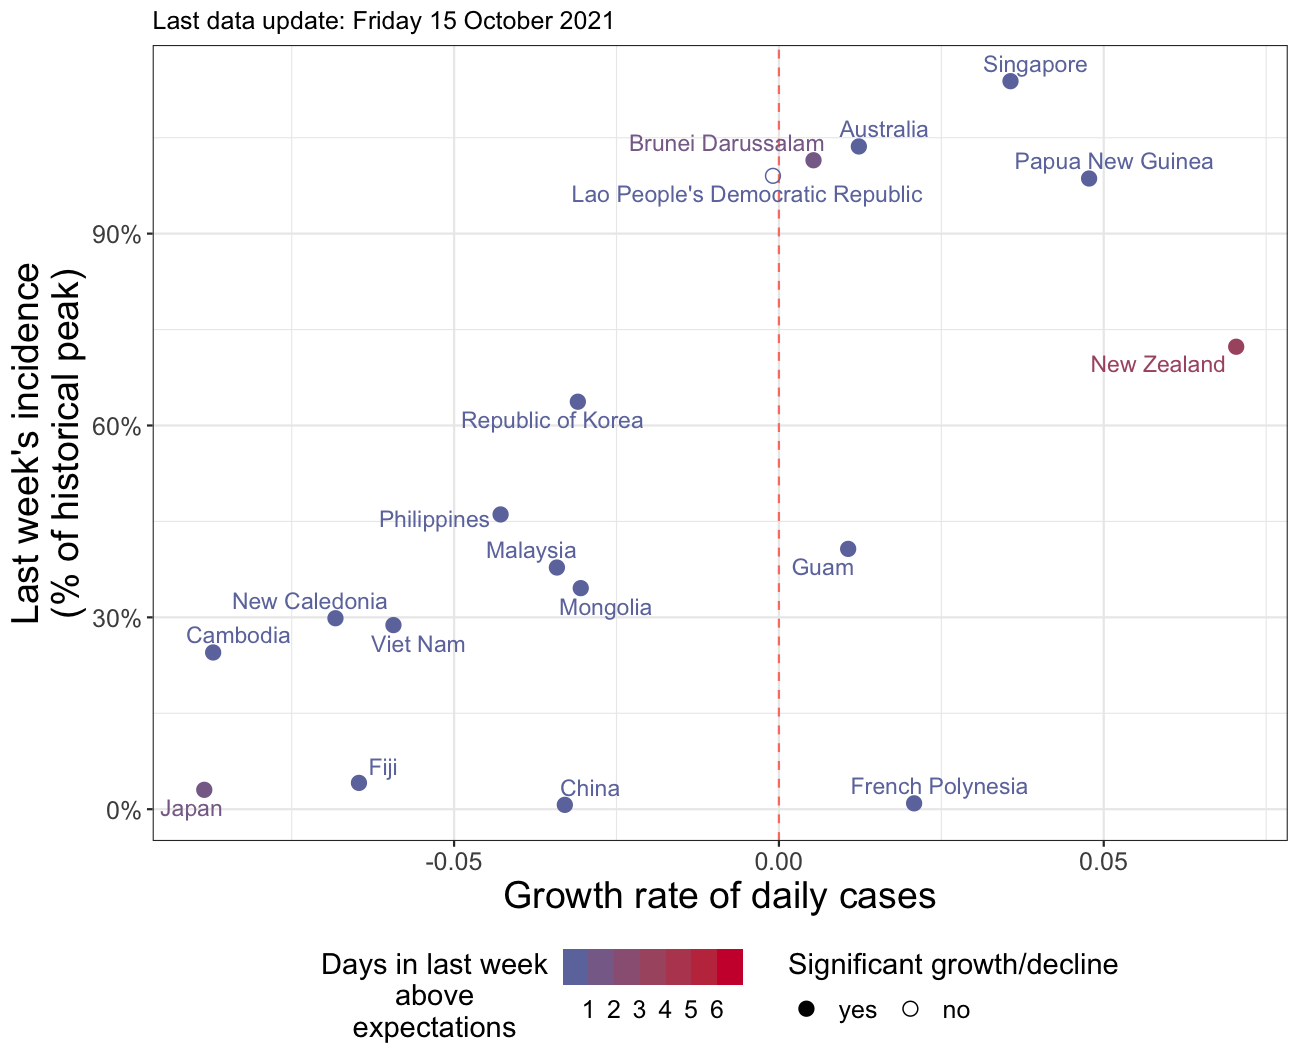 Last data update: Friday 15 October 2021
Singapore
Australia
Brunei Darussalam
Papua New Guinea
Lao People's Democratic Republic
90%
New Zealand
Republic of Korea
60%
Philippines
Malaysia
Guam
Mongolia
New Caledonia
30%
Cambodia
Viet Nam
Fiji
China
French Polynesia
Japan
0%
Last week's incidence
(% of historical peak)
-0.05 0.00 0.05
Growth rate of daily cases
Days in last week
above
expectations
1 2 3 4 5 6
Significant growth/decline
yes no